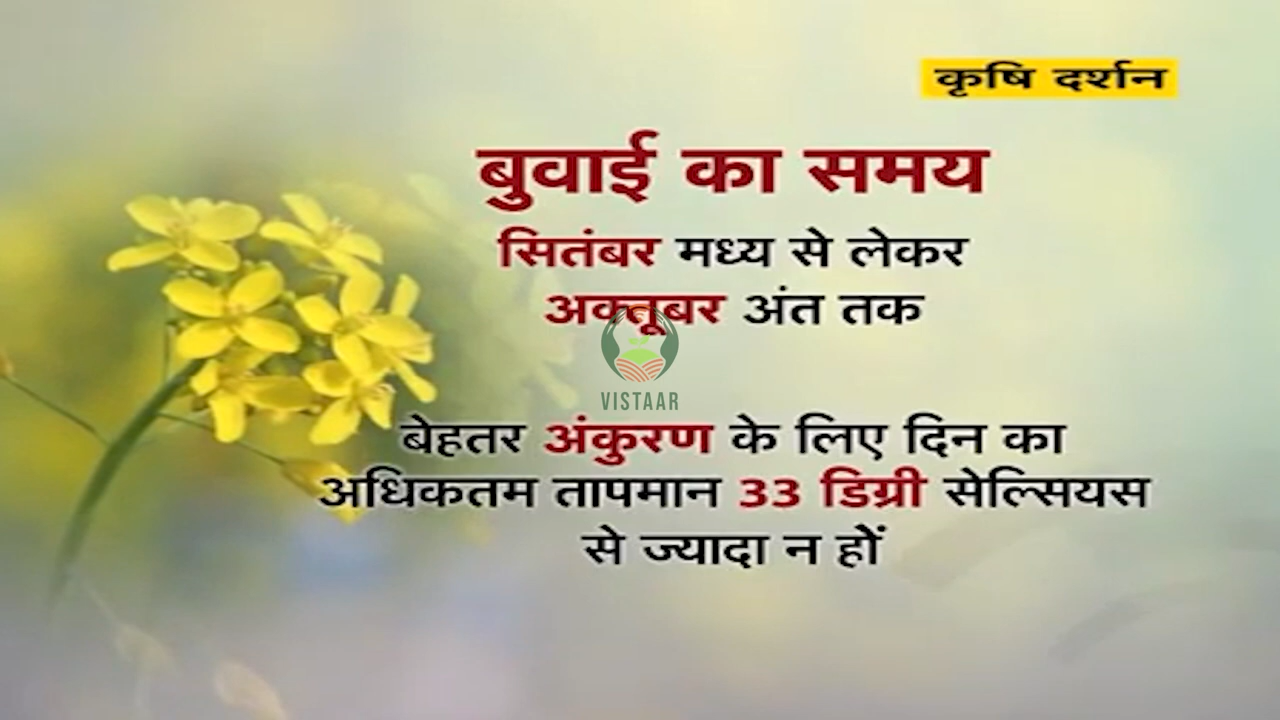 कृषि दर्शन
बुवाई का समय
सितंबर मध्य से लेकर
अक्तूबर अंत तक
VISTAAR
बेहतर अंकुरण के लिए दिन का
अधिकतम तापमान 33 डिग्री सेल्सियस
से ज्यादा न हों